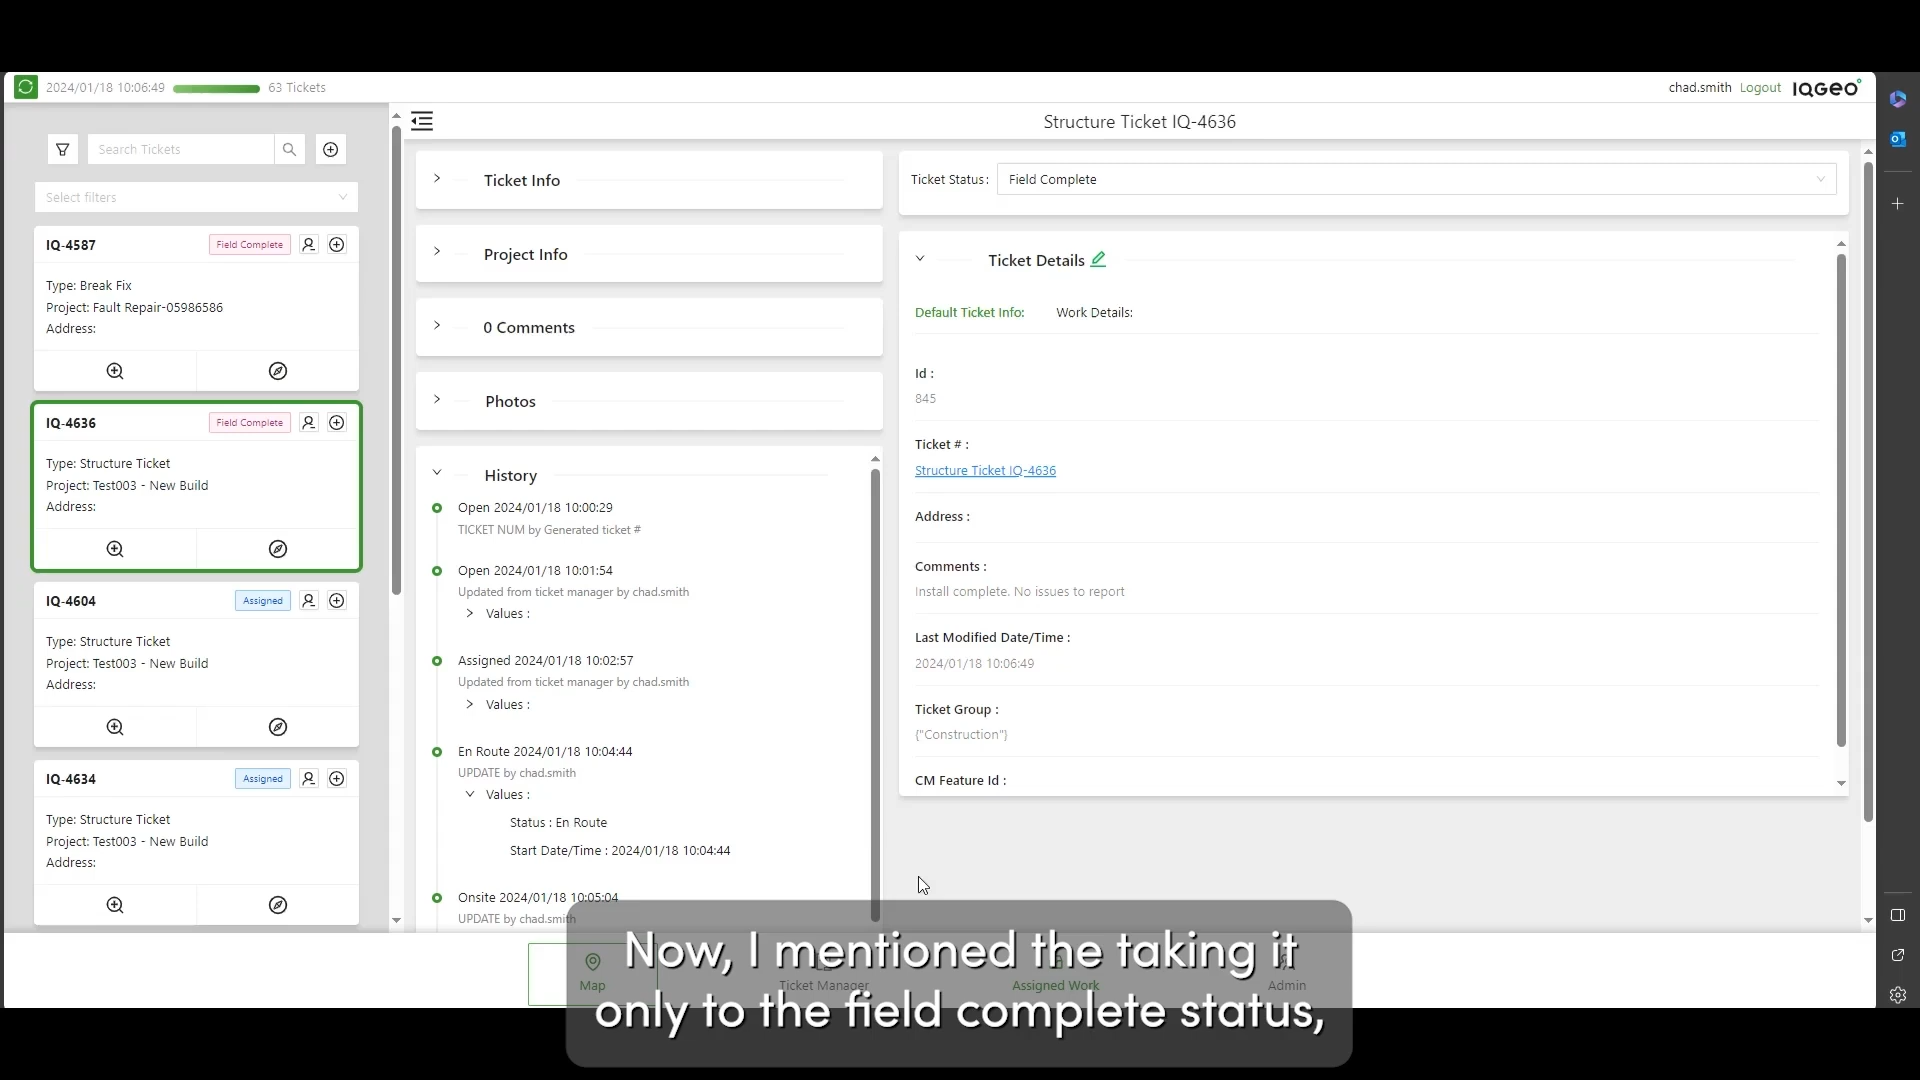 2024/01/18 10:06:49 63 Tickets
chad.smith Logout IQGEO
Search Tickets
Select filters
IQ-4587 Field Complete
Type: Break Fix
Project: Fault Repair-05986586
Address:
IQ-4636 Field Complete
Type: Structure Ticket
Project: Test003 - New Build
Address:
IQ-4604 Assigned
Type: Structure Ticket
Project: Test003 - New Build
Address:
IQ-4634 Assigned
Type: Structure Ticket
Project: Test003 - New Build
Address:
Structure Ticket IQ-4636
Ticket Info
Project Info
0 Comments
Photos
History
Open 2024/01/18 10:00:29
TICKET NUM by Generated ticket #
Open 2024/01/18 10:01:54
Updated from ticket manager by chad.smith
Values :
Assigned 2024/01/18 10:02:57
Updated from ticket manager by chad.smith
Values :
En Route 2024/01/18 10:04:44
UPDATE by chad.smith
Values :
Status : En Route
Start Date/Time : 2024/01/18 10:04:44
Onsite 2024/01/18 10:05:04
UPDATE by chad.smith
Ticket Status: Field Complete
Ticket Details
Default Ticket Info: Work Details:
Id :
845
Ticket # :
Structure Ticket IQ-4636
Address :
Comments :
Install complete. No issues to report
Last Modified Date/Time :
2024/01/18 10:06:49
Ticket Group :
{"Construction"}
CM Feature Id :
Map Ticket Manager Assigned Work Admin
Now, I mentioned the taking it
only to the field complete status,